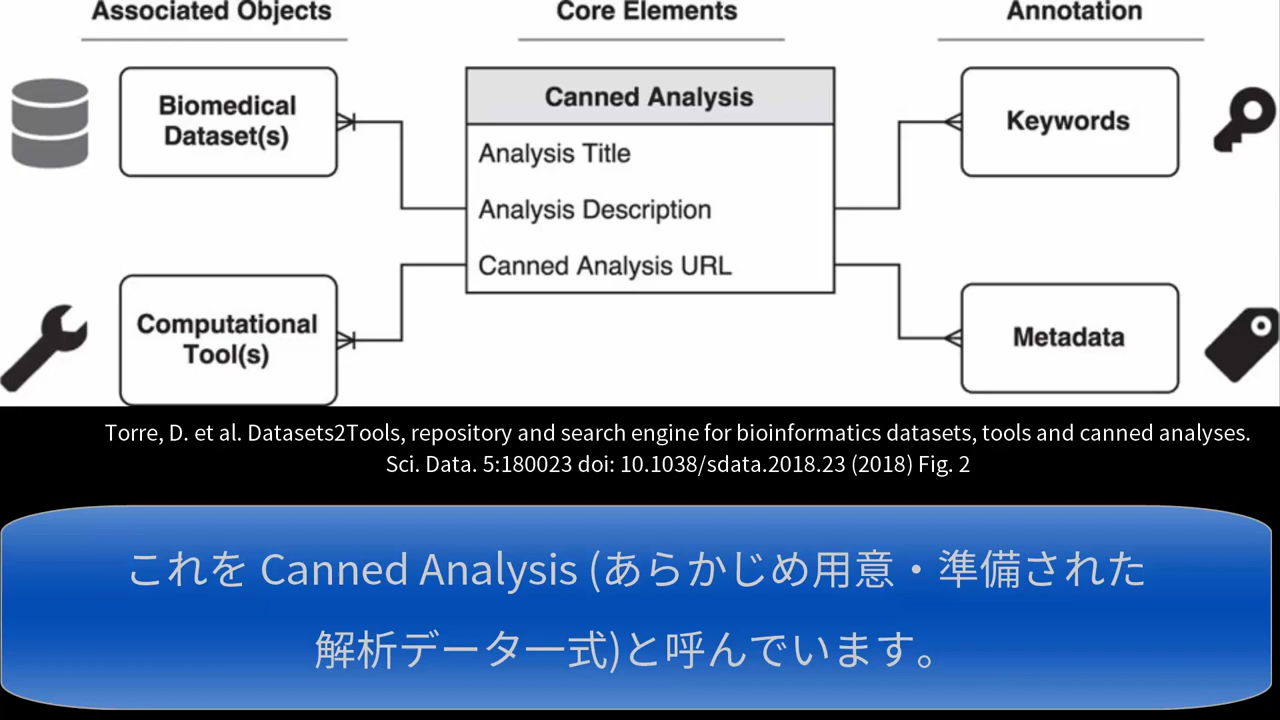 Associated Objects
Core Elements
Annotation
Biomedical
Dataset(s)
Canned Analysis
Analysis Title
Analysis Description
Canned Analysis URL
Keywords
Computational
Tool(s)
Metadata
Torre, D. et al. Datasets2Tools, repository and search engine for bioinformatics datasets, tools and canned analyses.
Sci. Data. 5:180023 doi: 10.1038/sdata.2018.23 (2018) Fig. 2
これを Canned Analysis (あらかじめ用意・準備された
解析データ一式)と呼んでいます。